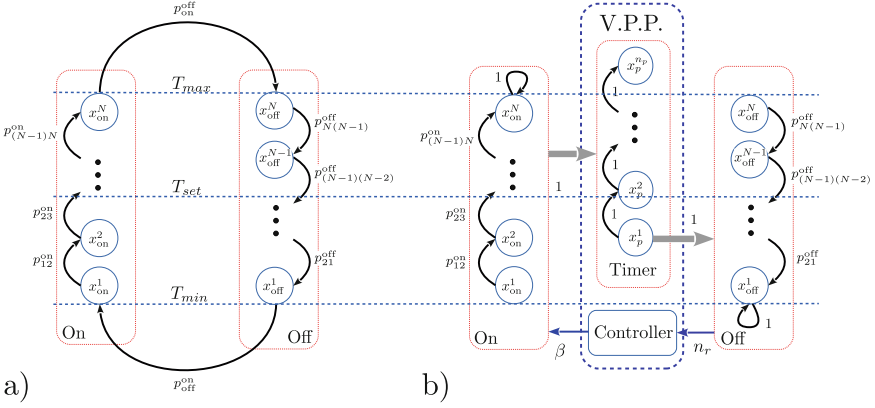 p_on^off
T_max
x_on^N
x_off^N
p_(N−1)N^on
p_N(N−1)^off
x_off^N−1
p_(N−1)(N−2)^off
T_set
p_23^on
x_on^2
p_12^on
p_21^off
x_on^1
x_off^1
T_min
On
Off
p_off^on
a)
V.P.P.
x_p^n_p
1
1
x_on^N
x_off^N
p_(N−1)N^on
p_N(N−1)^off
x_off^N−1
1
p_(N−1)(N−2)^off
1
x_p^2
p_23^on
1
1
x_on^2
x_p^1
p_12^on
p_21^off
Timer
x_on^1
x_off^1
On
Controller
Off
1
β
n_r
b)